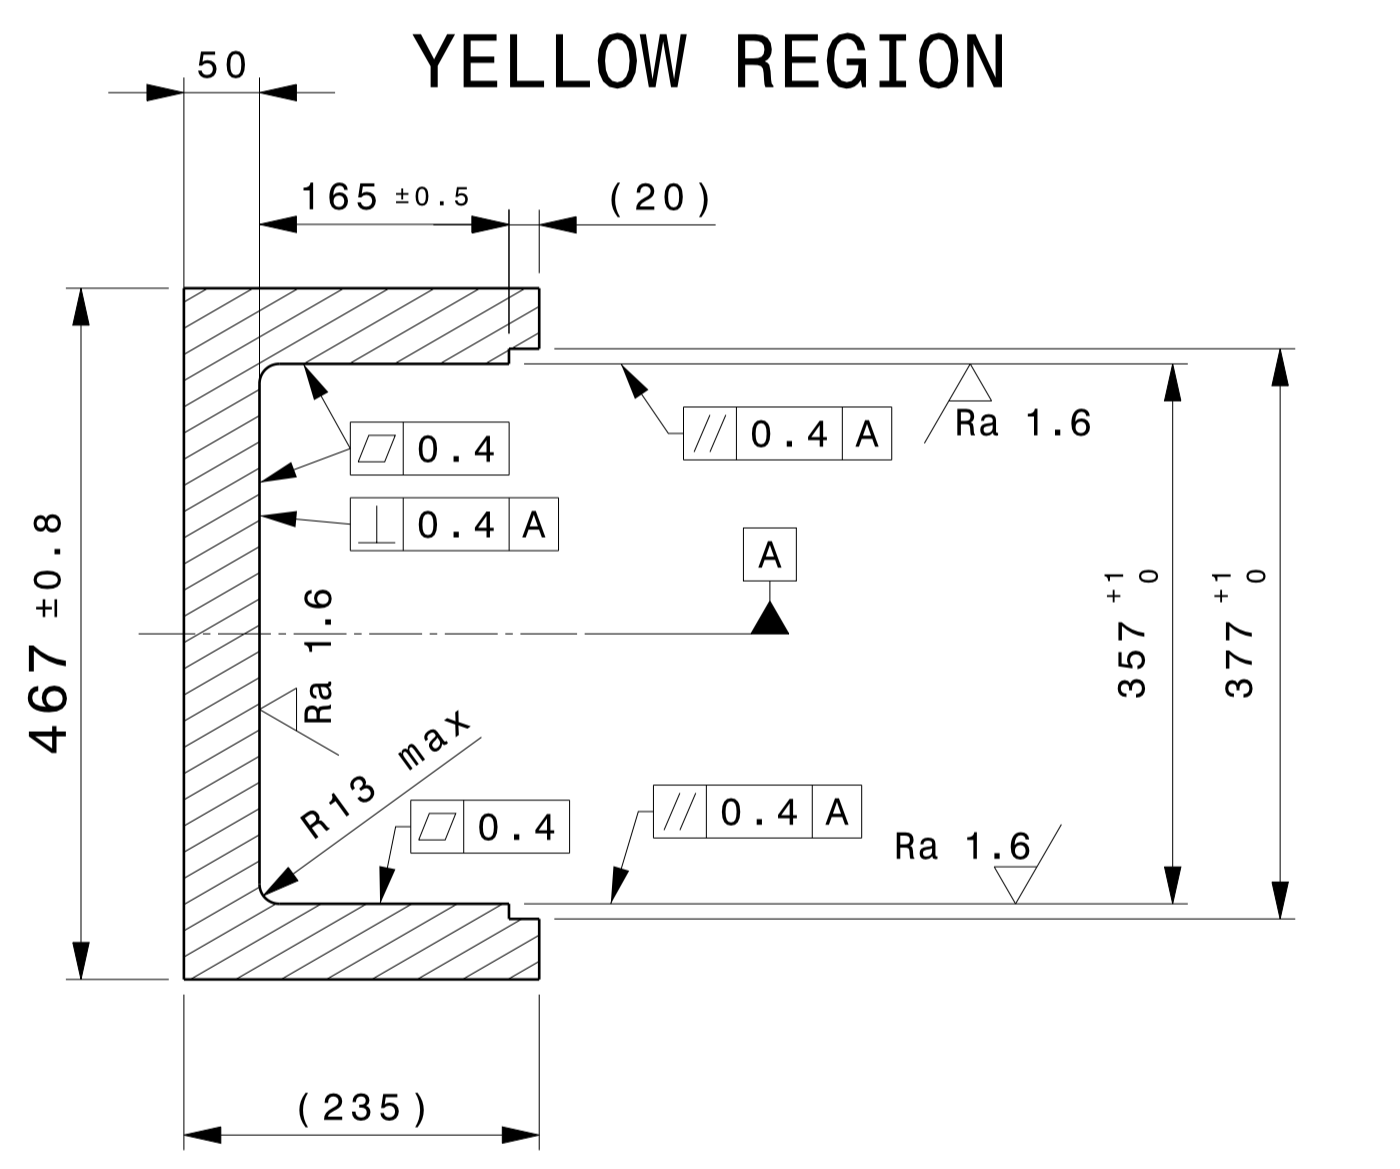 YELLOW REGION
50
165 ±0.5
(20)
// 0.4 A
Ra 1.6
▱ 0.4
⊥ 0.4 A
A
467 ±0.8
Ra 1.6
357 +1 0
377 +1 0
R13 max
▱ 0.4
// 0.4 A
Ra 1.6
(235)